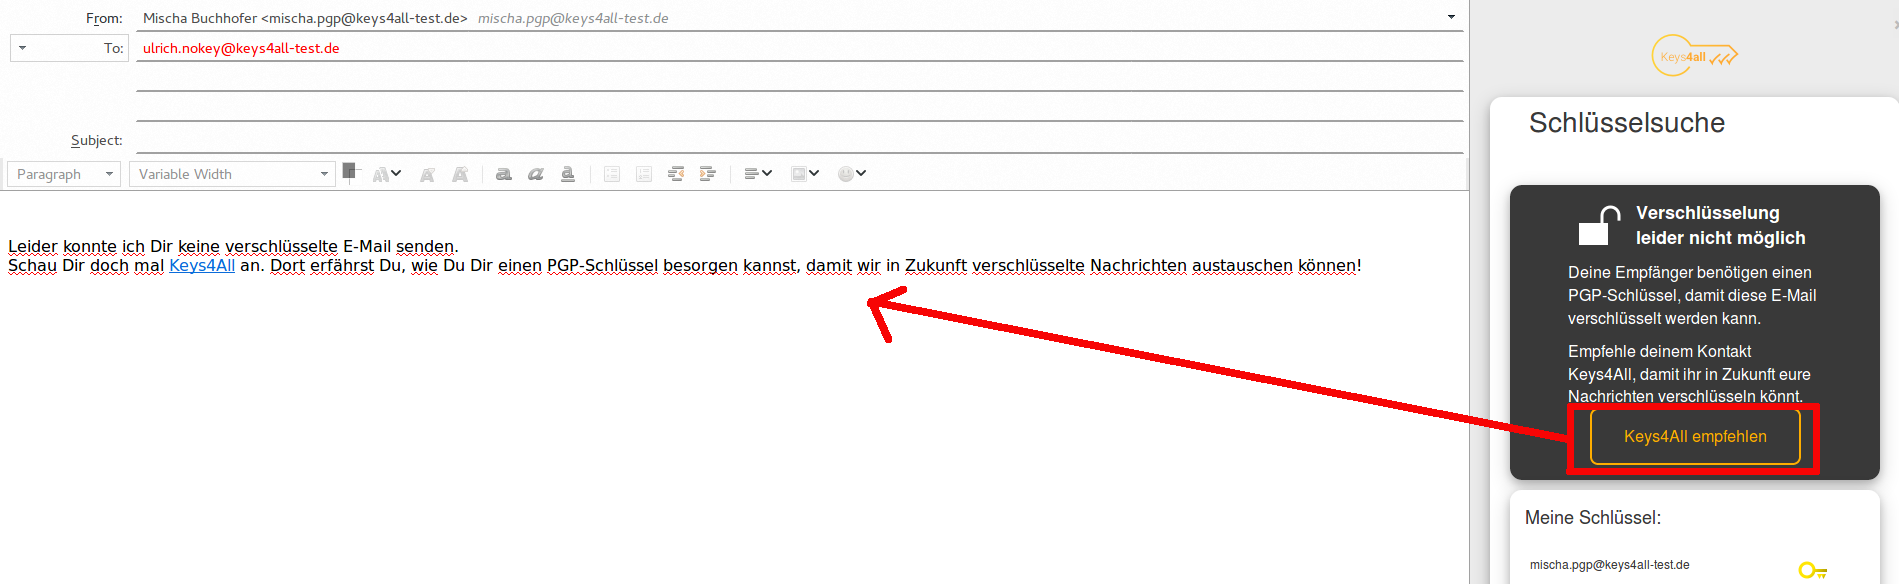 From: Mischa Buchhofer <mischa.pgp@keys4all-test.de> mischa.pgp@keys4all-test.de
To: ulrich.nokey@keys4all-test.de
Subject:
Paragraph Variable Width
Leider konnte ich Dir keine verschlüsselte E-Mail senden.
Schau Dir doch mal Keys4All an. Dort erfährst Du, wie Du Dir einen PGP-Schlüssel besorgen kannst, damit wir in Zukunft verschlüsselte Nachrichten austauschen können!
Keys4all
Schlüsselsuche
Verschlüsselung
leider nicht möglich
Deine Empfänger benötigen einen
PGP-Schlüssel, damit diese E-Mail
verschlüsselt werden kann.
Empfehle deinem Kontakt
Keys4All, damit ihr in Zukunft eure
Nachrichten verschlüsseln könnt.
Keys4All empfehlen
Meine Schlüssel:
mischa.pgp@keys4all-test.de